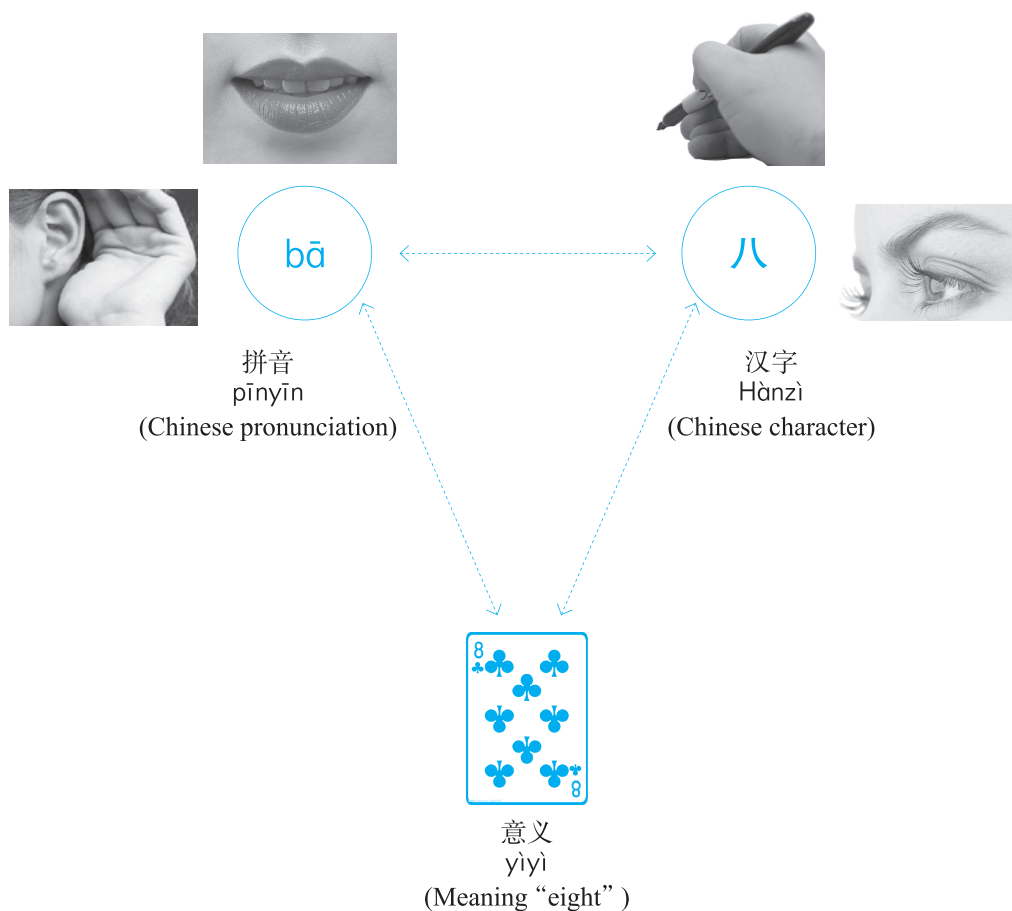 bā
八
拼音
pīnyīn
(Chinese pronunciation)
汉字
Hànzì
(Chinese character)
8
8
意义
yìyì
(Meaning “eight” )